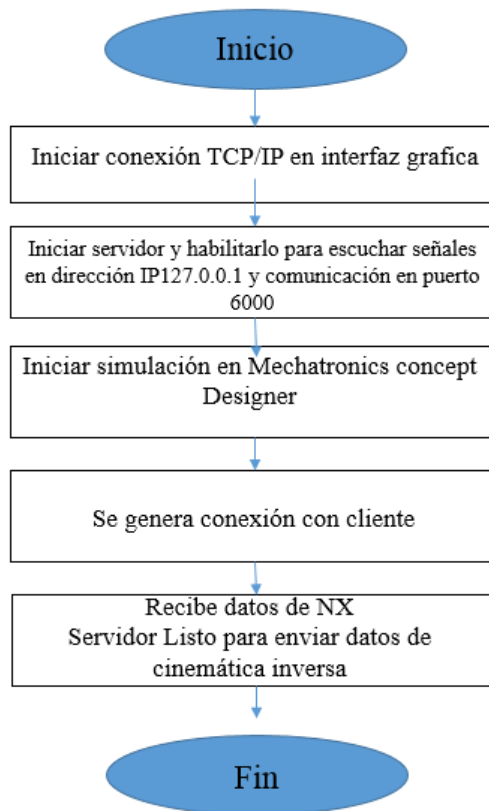 Inicio
Iniciar conexión TCP/IP en interfaz grafica
Iniciar servidor y habilitarlo para escuchar señales
en dirección IP127.0.0.1 y comunicación en puerto
6000
Iniciar simulación en Mechatronics concept
Designer
Se genera conexión con cliente
Recibe datos de NX
Servidor Listo para enviar datos de
cinemática inversa
Fin